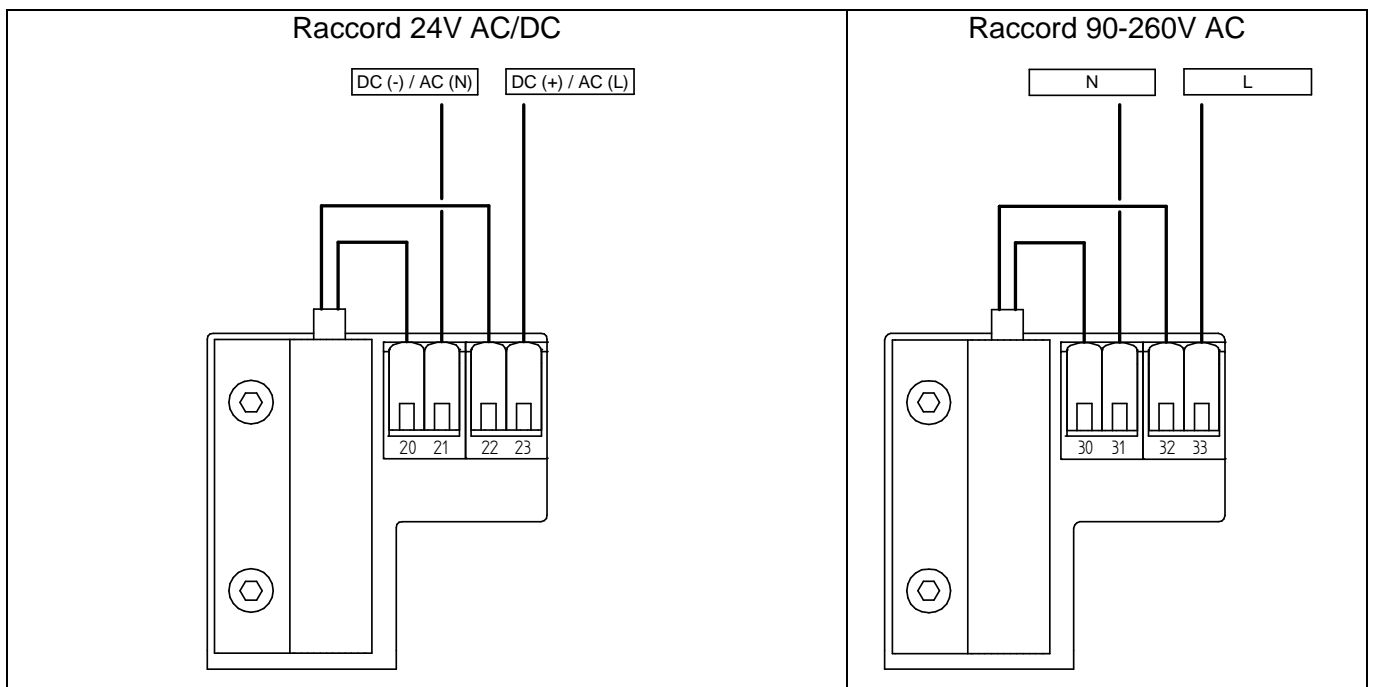 Raccord 24V AC/DC
DC (-) / AC (N) DC (+) / AC (L)
20 21 22 23
Raccord 90-260V AC
N L
30 31 32 33